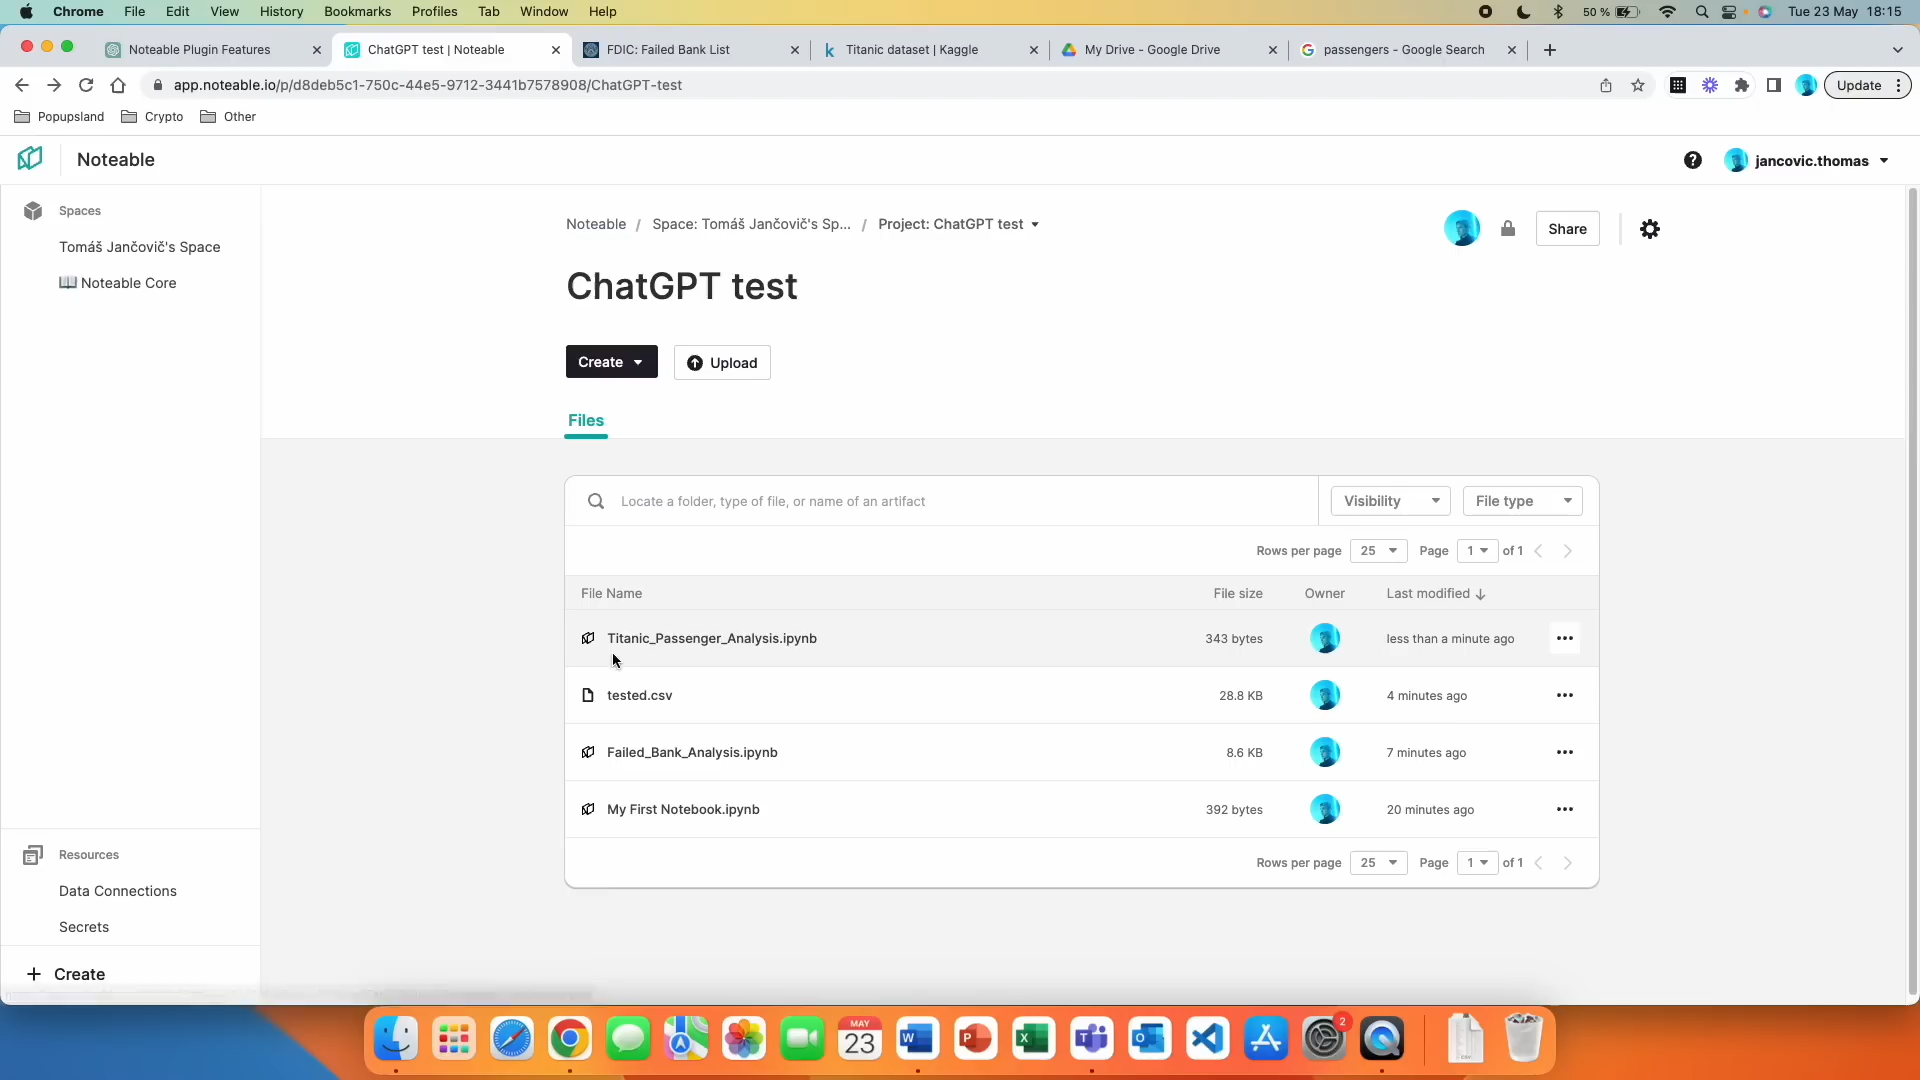 Chrome File Edit View History Bookmarks Profiles Tab Window Help 50 % Tue 23 May 18:15
Noteable Plugin Features ChatGPT test | Noteable FDIC: Failed Bank List Titanic dataset | Kaggle My Drive - Google Drive passengers - Google Search
app.noteable.io/p/d8deb5c1-750c-44e5-9712-3441b7578908/ChatGPT-test Update
Popupsland Crypto Other
Noteable jancovic.thomas
Spaces
Tomáš Jančovič's Space
Noteable Core
Noteable / Space: Tomáš Jančovič's Sp... / Project: ChatGPT test Share
ChatGPT test
Create Upload
Files
Locate a folder, type of file, or name of an artifact Visibility File type
Rows per page 25 Page 1 of 1
File Name File size Owner Last modified
Titanic_Passenger_Analysis.ipynb 343 bytes less than a minute ago
tested.csv 28.8 KB 4 minutes ago
Failed_Bank_Analysis.ipynb 8.6 KB 7 minutes ago
My First Notebook.ipynb 392 bytes 20 minutes ago
Rows per page 25 Page 1 of 1
Resources
Data Connections
Secrets
+ Create
MAY
23
W P X T O 2